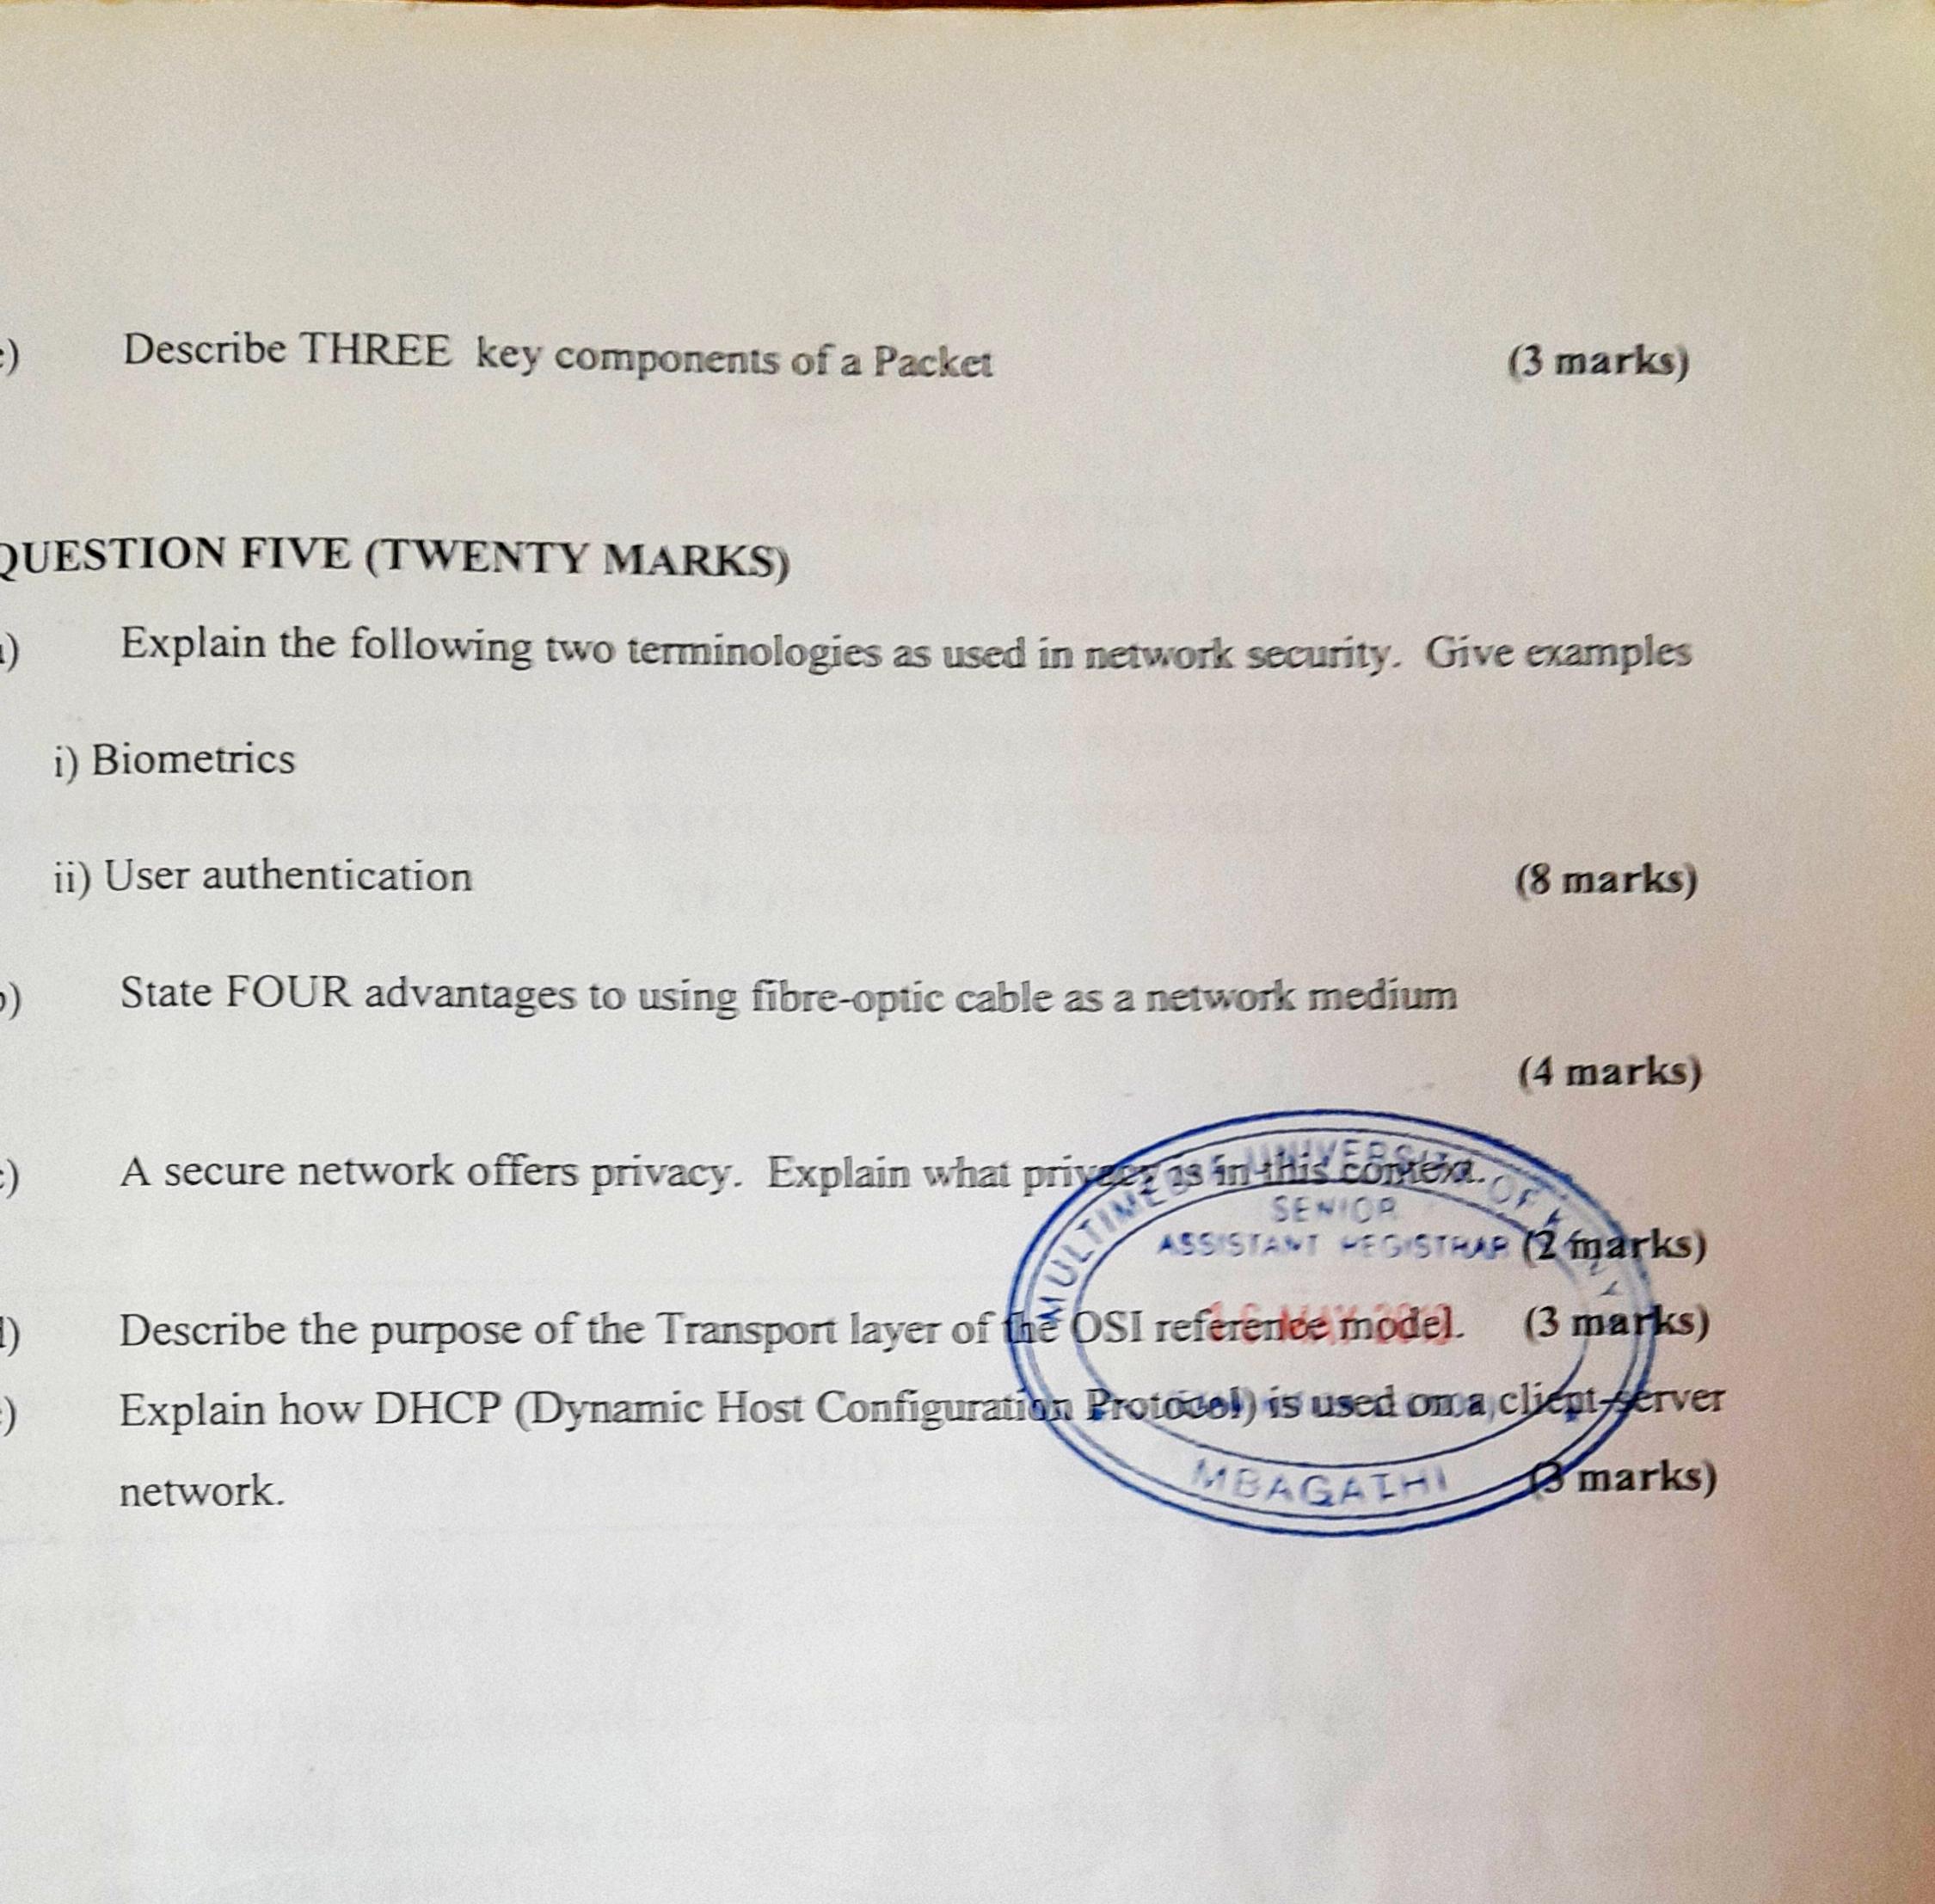 ) Describe THREE key components of a Packet (3 marks)
QUESTION FIVE (TWENTY MARKS)
) Explain the following two terminologies as used in network security. Give examples
i) Biometrics
ii) User authentication (8 marks)
) State FOUR advantages to using fibre-optic cable as a network medium
(4 marks)
) A secure network offers privacy. Explain what privacy is in this context.
(2 marks)
) Describe the purpose of the Transport layer of the OSI reference model. (3 marks)
) Explain how DHCP (Dynamic Host Configuration Protocol) is used on a client-server
network. (3 marks)
MULTIMEDIA UNIVERSITY OF KENYA
SENIOR
ASSISTANT REGISTRAR
MAY
MBAGATHI